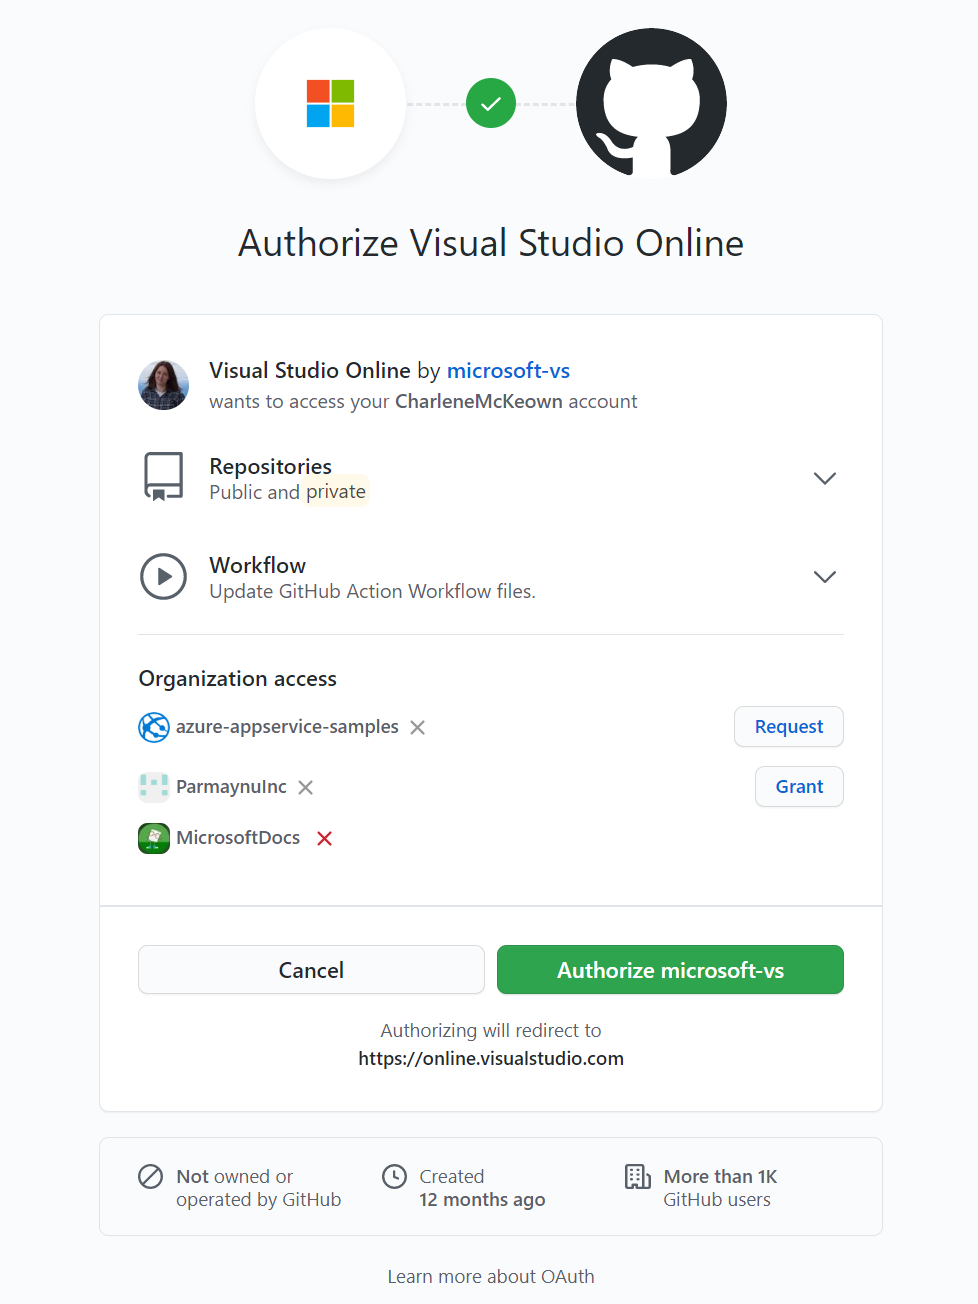 Authorize Visual Studio Online
Visual Studio Online by microsoft-vs
wants to access your CharleneMcKeown account
Repositories
Public and private
Workflow
Update GitHub Action Workflow files.
Organization access
azure-appservice-samples
Request
ParmaynuInc
Grant
MicrosoftDocs
Cancel
Authorize microsoft-vs
Authorizing will redirect to
https://online.visualstudio.com
Not owned or
operated by GitHub
Created
12 months ago
More than 1K
GitHub users
Learn more about OAuth